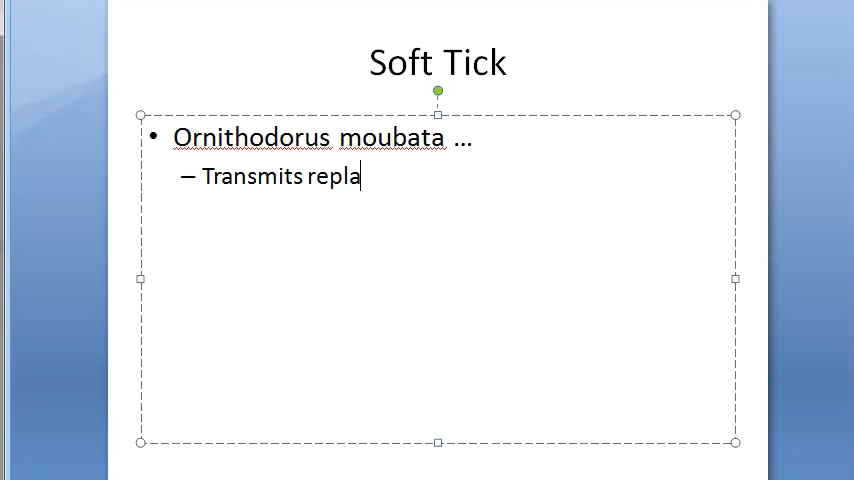 Soft Tick
• Ornithodorus moubata ...
– Transmits repla